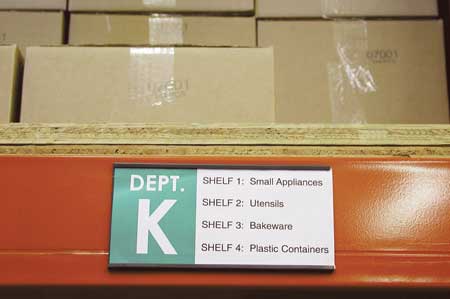 DEPT.
K
SHELF 1: Small Appliances
SHELF 2: Utensils
SHELF 3: Bakeware
SHELF 4: Plastic Containers